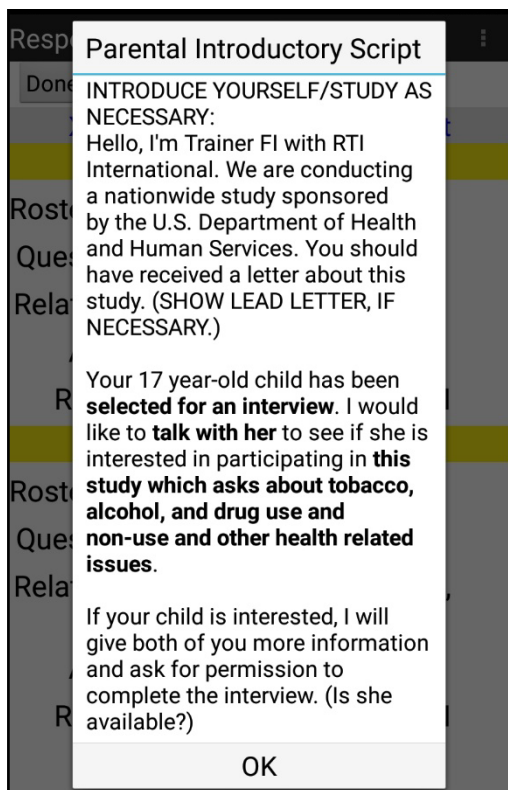 Resp
Parental Introductory Script
Done
INTRODUCE YOURSELF/STUDY AS
NECESSARY:
Hello, I'm Trainer FI with RTI
International. We are conducting
a nationwide study sponsored
by the U.S. Department of Health
and Human Services. You should
have received a letter about this
study. (SHOW LEAD LETTER, IF
NECESSARY.)
Your 17 year-old child has been
selected for an interview. I would
like to talk with her to see if she is
interested in participating in this
study which asks about tobacco,
alcohol, and drug use and
non-use and other health related
issues.
If your child is interested, I will
give both of you more information
and ask for permission to
complete the interview. (Is she
available?)
OK
Rost
Ques
Rela
R
Rost
Ques
Rela
R